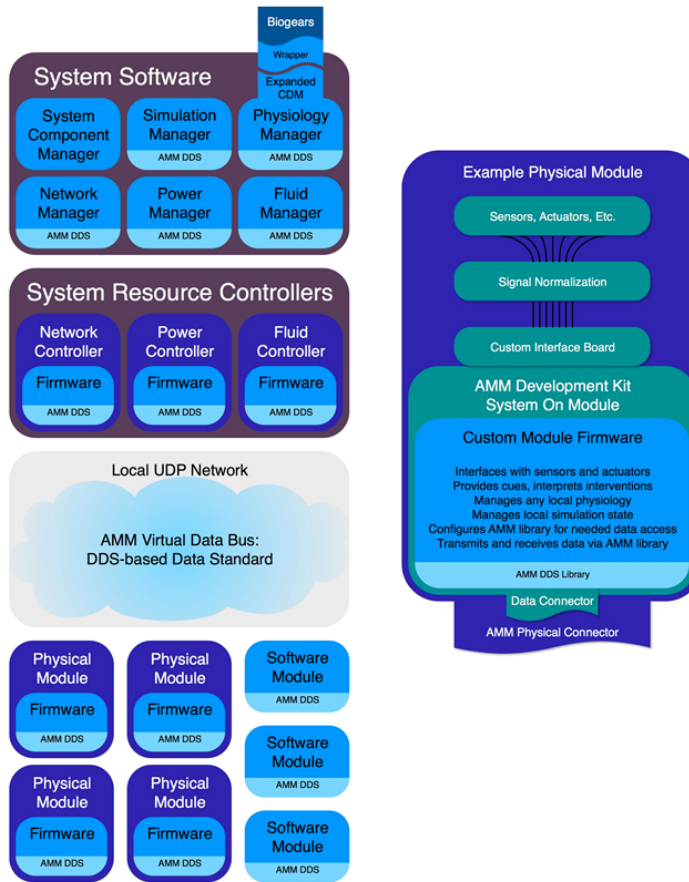 Biogears
Wrapper
Expanded
CDM
System Software
System
Component
Manager
Simulation
Manager
AMM DDS
Physiology
Manager
AMM DDS
Network
Manager
AMM DDS
Power
Manager
AMM DDS
Fluid
Manager
AMM DDS
System Resource Controllers
Network
Controller
Firmware
AMM DDS
Power
Controller
Firmware
AMM DDS
Fluid
Controller
Firmware
AMM DDS
Local UDP Network
AMM Virtual Data Bus:
DDS-based Data Standard
Physical
Module
Firmware
AMM DDS
Physical
Module
Firmware
AMM DDS
Software
Module
AMM DDS
Software
Module
AMM DDS
Physical
Module
Firmware
AMM DDS
Physical
Module
Firmware
AMM DDS
Software
Module
AMM DDS
Example Physical Module
Sensors, Actuators, Etc.
Signal Normalization
Custom Interface Board
AMM Development Kit
System On Module
Custom Module Firmware
Interfaces with sensors and actuators
Provides cues, interprets interventions
Manages any local physiology
Manages local simulation state
Configures AMM library for needed data access
Transmits and receives data via AMM library
AMM DDS Library
Data Connector
AMM Physical Connector